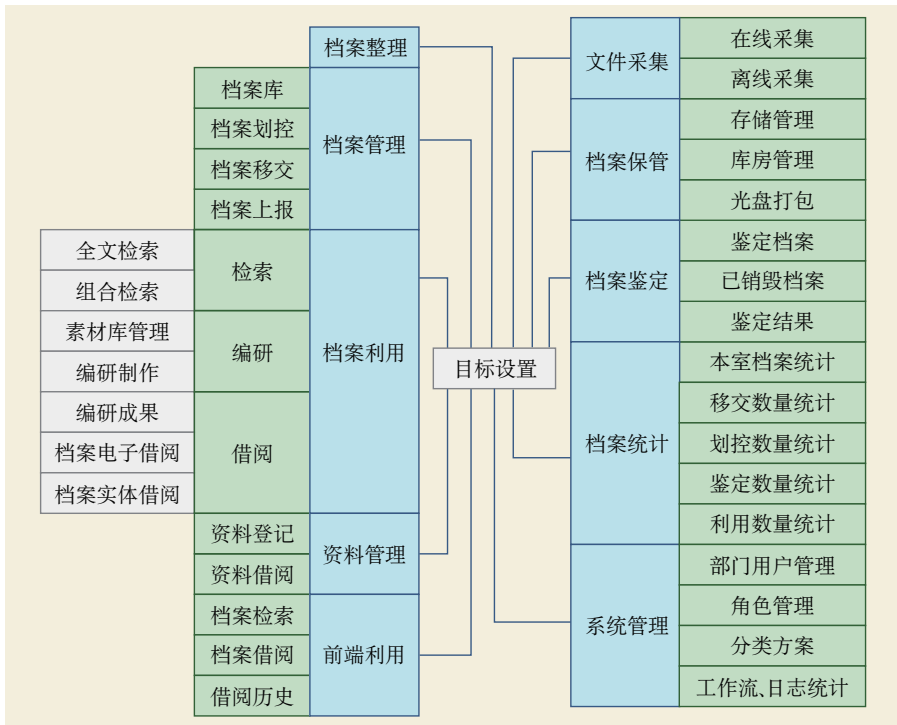 档案整理
档案管理
档案库
档案划控
档案移交
档案上报
档案利用
检索
全文检索
组合检索
编研
素材库管理
编研制作
借阅
编研成果
档案电子借阅
档案实体借阅
资料管理
资料登记
资料借阅
前端利用
档案检索
档案借阅
借阅历史
目标设置
文件采集
在线采集
离线采集
档案保管
存储管理
库房管理
光盘打包
档案鉴定
鉴定档案
已销毁档案
鉴定结果
档案统计
本室档案统计
移交数量统计
划控数量统计
鉴定数量统计
利用数量统计
系统管理
部门用户管理
角色管理
分类方案
工作流、日志统计